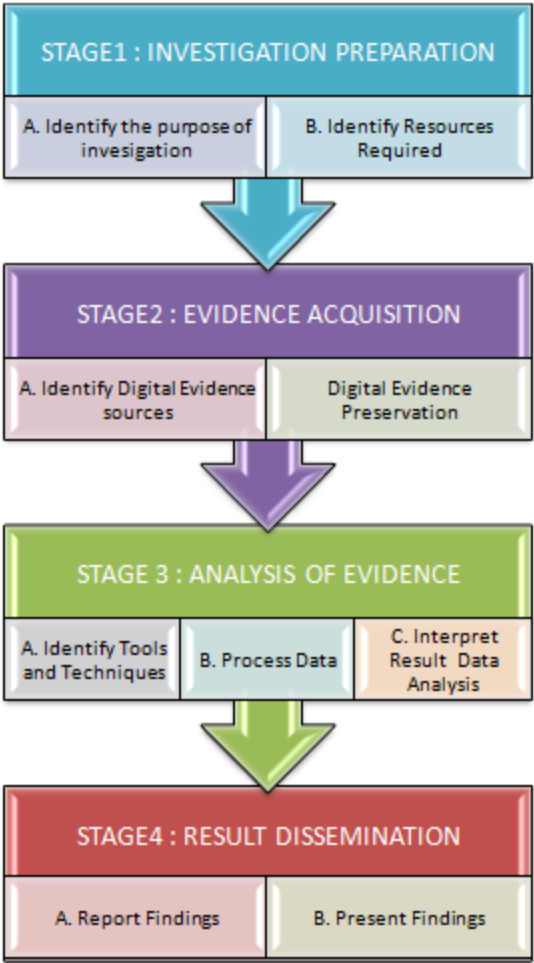 STAGE1 : INVESTIGATION PREPARATION
A. Identify the purpose of
invesigation
B. Identify Resources
Required
STAGE2 : EVIDENCE ACQUISITION
A. Identify Digital Evidence
sources
Digital Evidence
Preservation
STAGE 3 : ANALYSIS OF EVIDENCE
A. Identify Tools
and Techniques
B. Process Data
C. Interpret
Result Data
Analysis
STAGE4 : RESULT DISSEMINATION
A. Report Findings
B. Present Findings